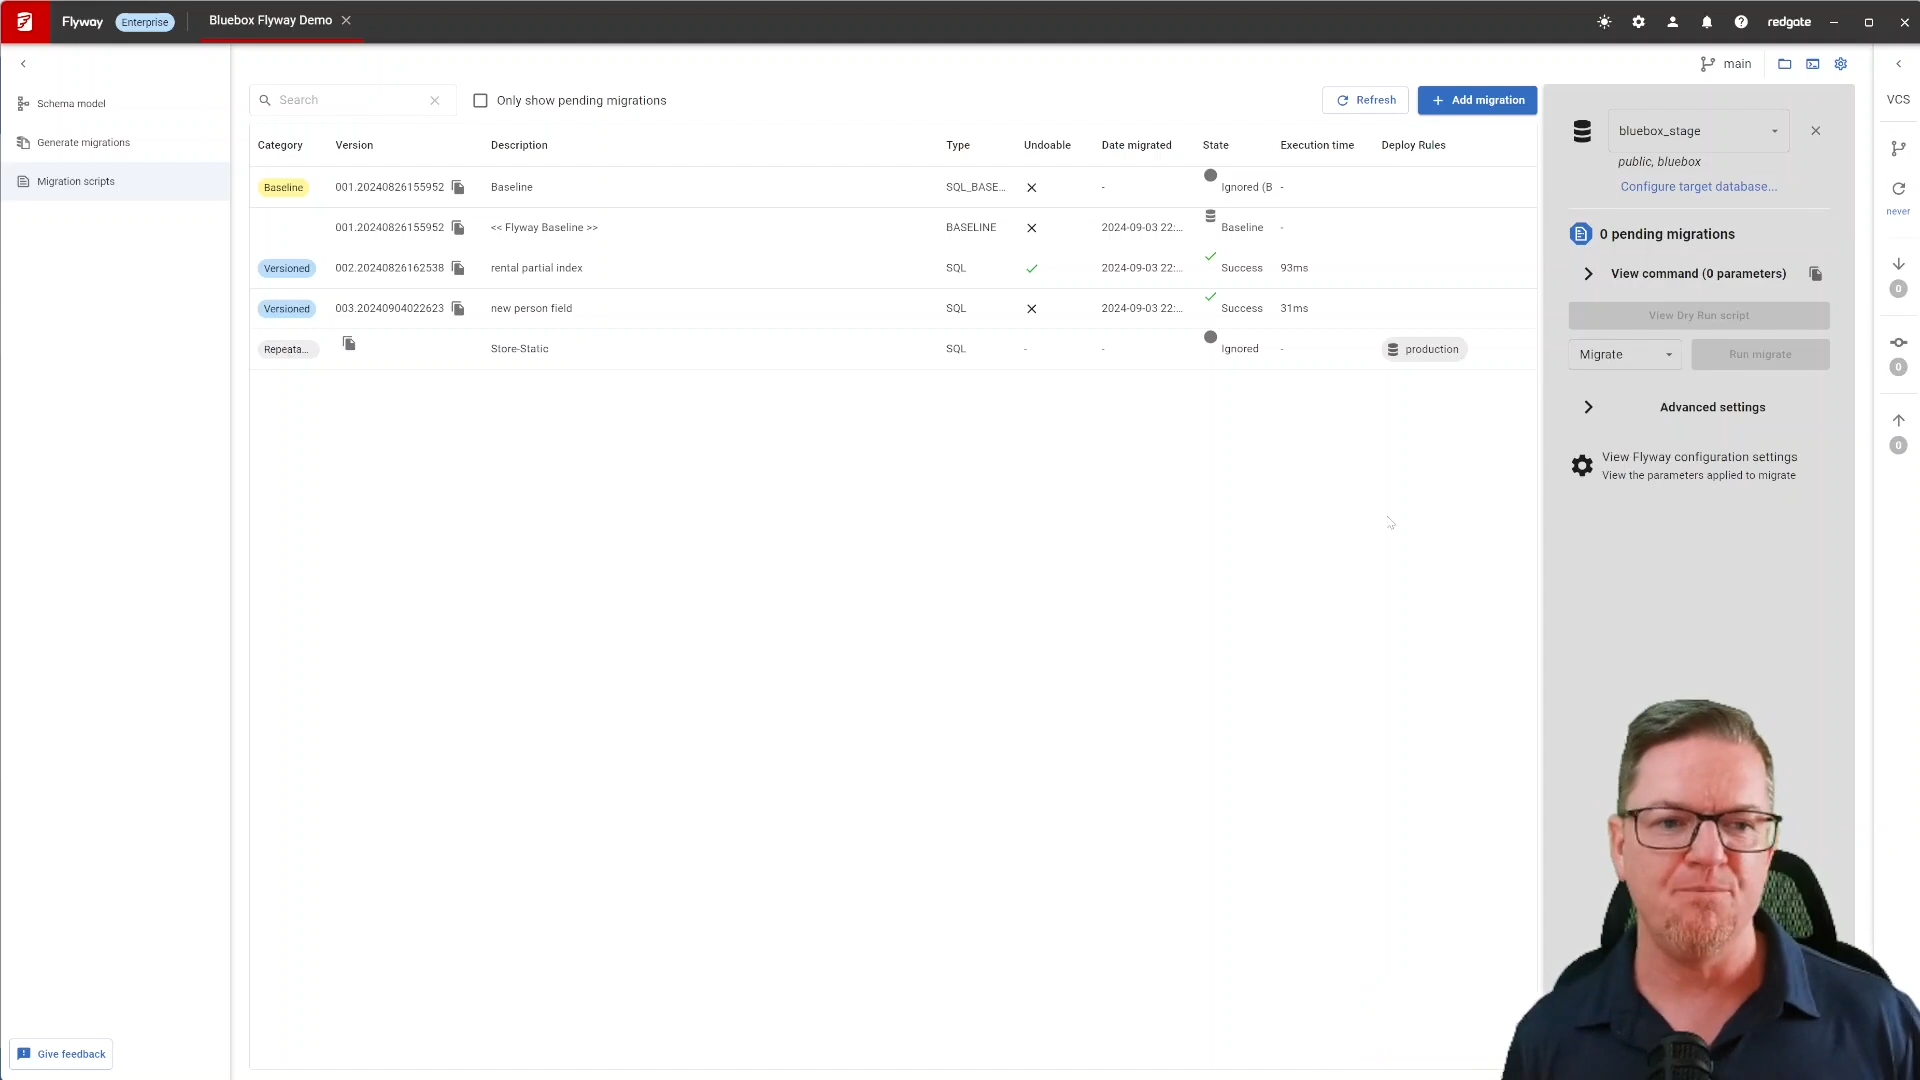 Flyway Enterprise Bluebox Flyway Demo redgate
main
Schema model
Generate migrations
Migration scripts
Search Only show pending migrations Refresh Add migration
Category Version Description Type Undoable Date migrated State Execution time Deploy Rules
Baseline 001.20240826155952 Baseline SQL_BASE... - Ignored (B -
001.20240826155952 << Flyway Baseline >> BASELINE 2024-09-03 22:... Baseline -
Versioned 002.20240826162538 rental partial index SQL 2024-09-03 22:... Success 93ms
Versioned 003.20240904022623 new person field SQL 2024-09-03 22:... Success 31ms
Repeata... Store-Static SQL - - Ignored - production
bluebox_stage
public, bluebox
Configure target database...
0 pending migrations
View command (0 parameters)
View Dry Run script
Migrate Run migrate
Advanced settings
View Flyway configuration settings
View the parameters applied to migrate
VCS
never
0
0
0
Give feedback